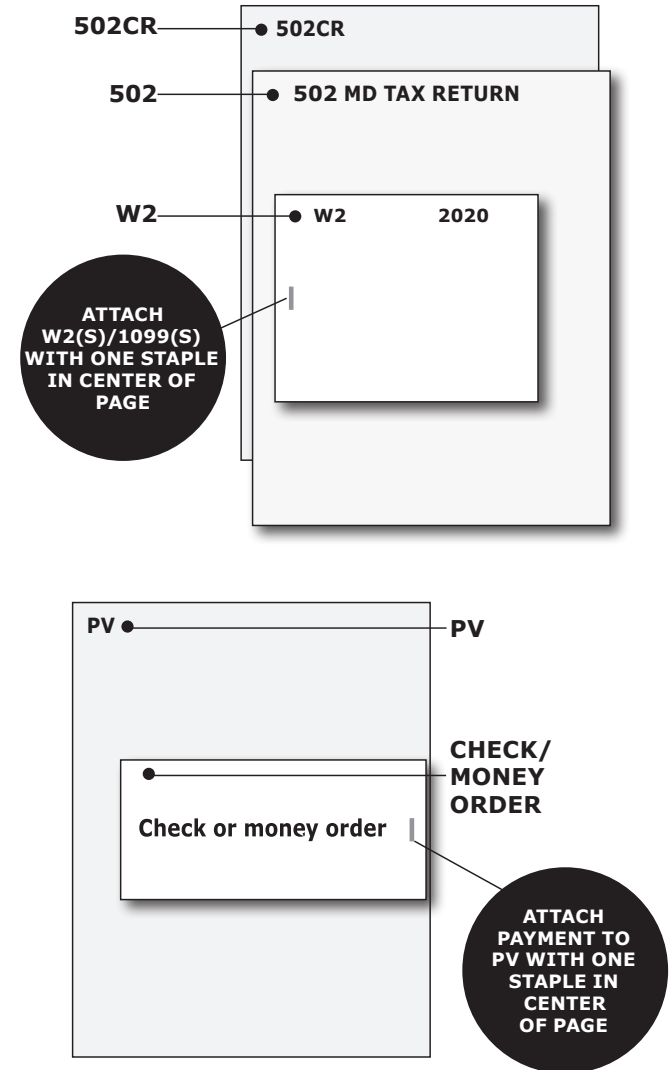 502CR
502CR
502
502 MD TAX RETURN
W2
W2 2020
ATTACH
W2(S)/1099(S)
WITH ONE STAPLE
IN CENTER OF
PAGE
PV
PV
CHECK/
MONEY
ORDER
Check or money order
ATTACH
PAYMENT TO
PV WITH ONE
STAPLE IN
CENTER
OF PAGE